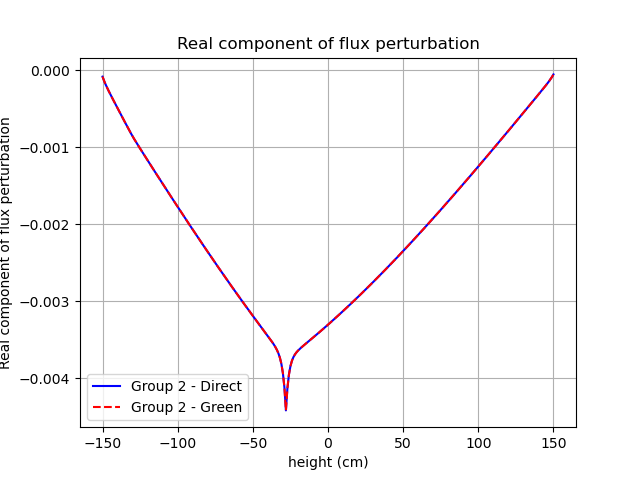 Real component of flux perturbation
Real component of flux perturbation
0.000
−0.001
−0.002
−0.003
−0.004
Group 2 - Direct
Group 2 - Green
−150
−100
−50
0
50
100
150
height (cm)